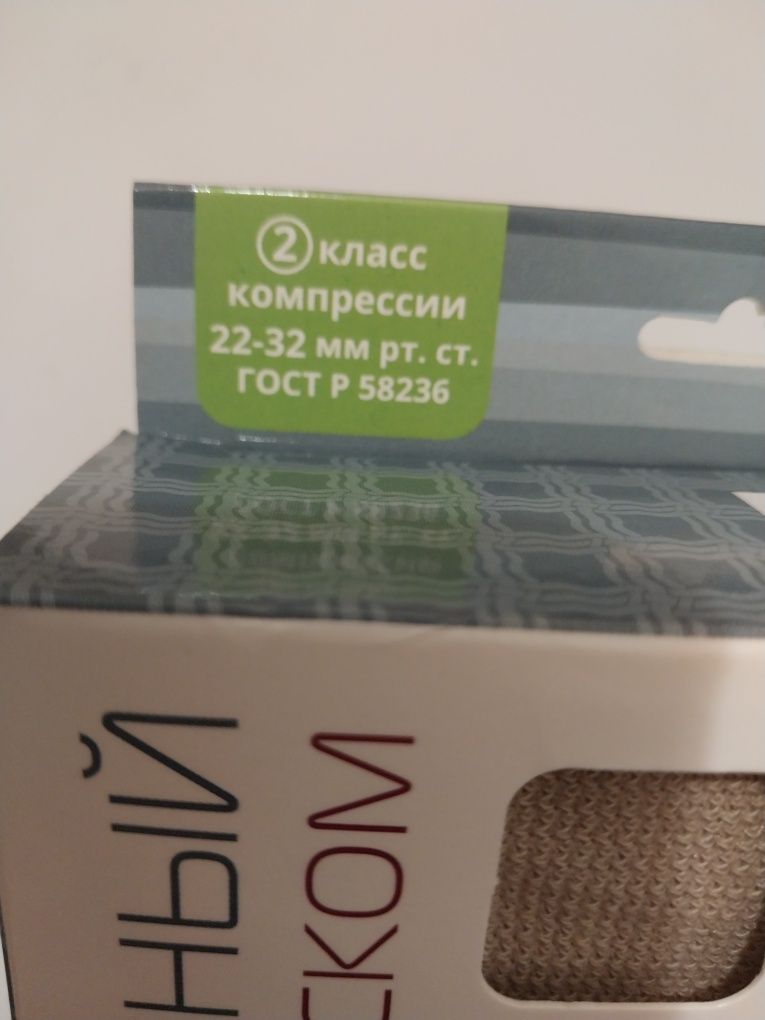 2 класс
компрессии
22-32 мм рт. ст.
ГОСТ Р 58236